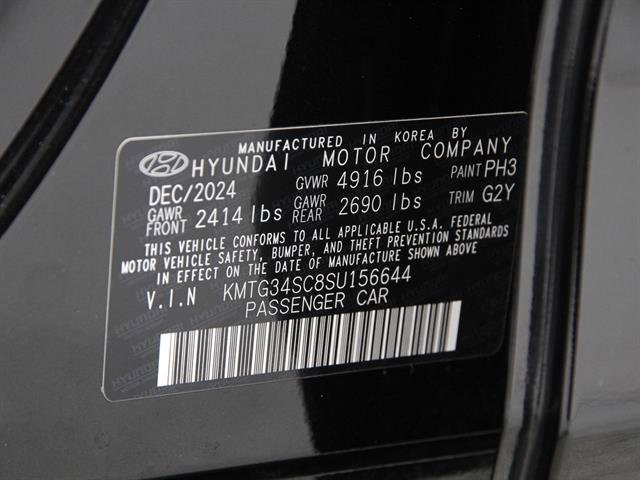 MANUFACTURED IN KOREA BY
HYUNDAI MOTOR COMPANY
DEC/2024 GVWR 4916 lbs PAINT PH3
GAWR FRONT 2414 lbs GAWR REAR 2690 lbs TRIM G2Y
THIS VEHICLE CONFORMS TO ALL APPLICABLE U.S.A. FEDERAL
MOTOR VEHICLE SAFETY, BUMPER, AND THEFT PREVENTION STANDARDS
IN EFFECT ON THE DATE OF MANUFACTURE SHOWN ABOVE
V.I.N KMTG34SC8SU156644
PASSENGER CAR